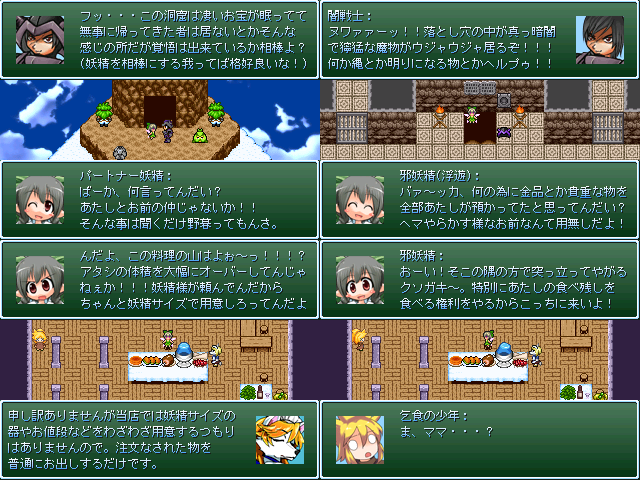 フッ・・・この洞窟は凄いお宝が眠ってて
無事に帰ってきた者は居ないとかそんな
感じの所だが覚悟は出来ているか相棒よ?
(妖精を相棒にする我ってば格好良いな!)
闇戦士:
ヌワァァーッ!!落とし穴の中が真っ暗闇
で獰猛な魔物がウジャウジャ居るぞ!!!
何か縄とか明りになる物とかヘルプゥ!!
パートナー妖精:
ばーか、何言ってんだい?
あたしとお前の仲じゃないか!!
そんな事は聞くだけ野暮ってもんさ。
邪妖精(浮遊):
バァ~ッカ、何の為に金品とか貴重な物を
全部あたしが預かってたと思ってんだい?
ヘマやらかす様なお前なんて用無しだよ!
んだよ、この料理の山はよぉ~っ!!!?
アタシの体積を大幅にオーバーしてんじゃ
ねぇか!!!妖精様が頼んでんだから
ちゃんと妖精サイズで用意しろってんだよ
邪妖精:
おーい!そこの隅の方で突っ立ってやがる
クソガキ~。特別にあたしの食べ残しを
食べる権利をやるからこっちに来いよ!
申し訳ありませんが当店では妖精サイズの
器やお値段などをわざわざ用意するつもり
はありませんので。注文なされた物を
普通にお出しするだけです。
乞食の少年:
ま、ママ・・・?